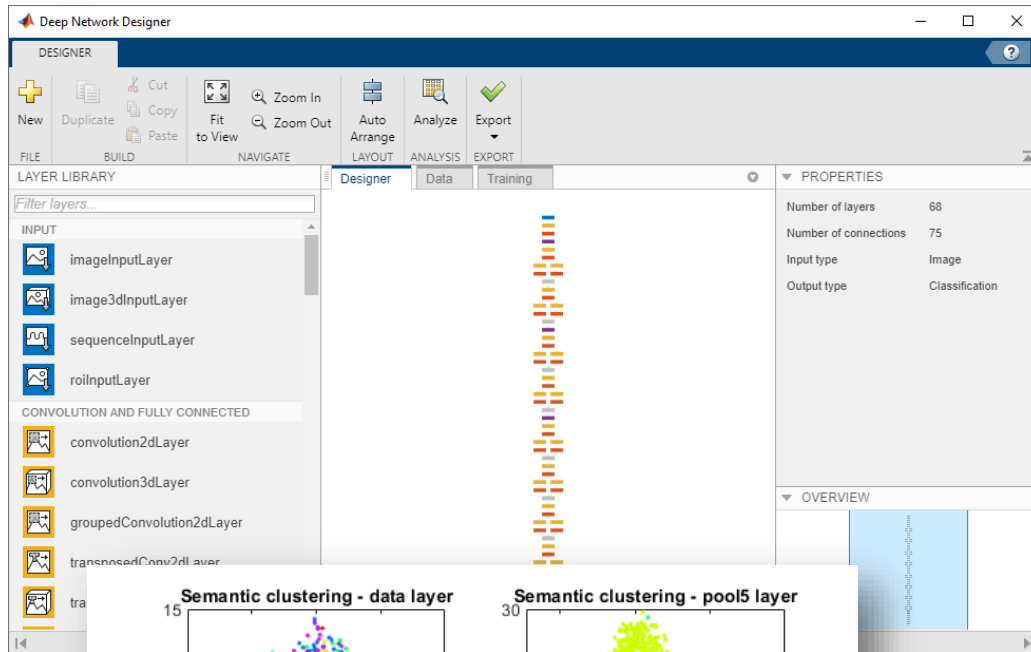 Deep Network Designer
DESIGNER
?
New
Duplicate
Cut
Copy
Paste
Fit
to View
Zoom In
Zoom Out
Auto
Arrange
Analyze
Export
FILE
BUILD
NAVIGATE
LAYOUT
ANALYSIS
EXPORT
LAYER LIBRARY
Filter layers...
INPUT
imageInputLayer
image3dInputLayer
sequenceInputLayer
roiInputLayer
CONVOLUTION AND FULLY CONNECTED
convolution2dLayer
convolution3dLayer
groupedConvolution2dLayer
transposedConv2dLayer
tra
Designer
Data
Training
PROPERTIES
Number of layers 68
Number of connections 75
Input type Image
Output type Classification
OVERVIEW
Semantic clustering - data layer
15
Semantic clustering - pool5 layer
30